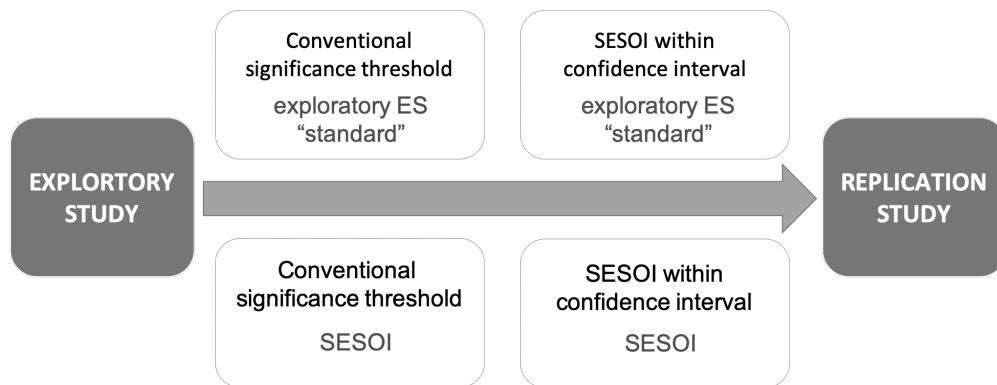 Conventional
significance threshold
exploratory ES
“standard”
SESOI within
confidence interval
exploratory ES
“standard”
EXPLORTORY
STUDY
REPLICATION
STUDY
Conventional
significance threshold
SESOI
SESOI within
confidence interval
SESOI